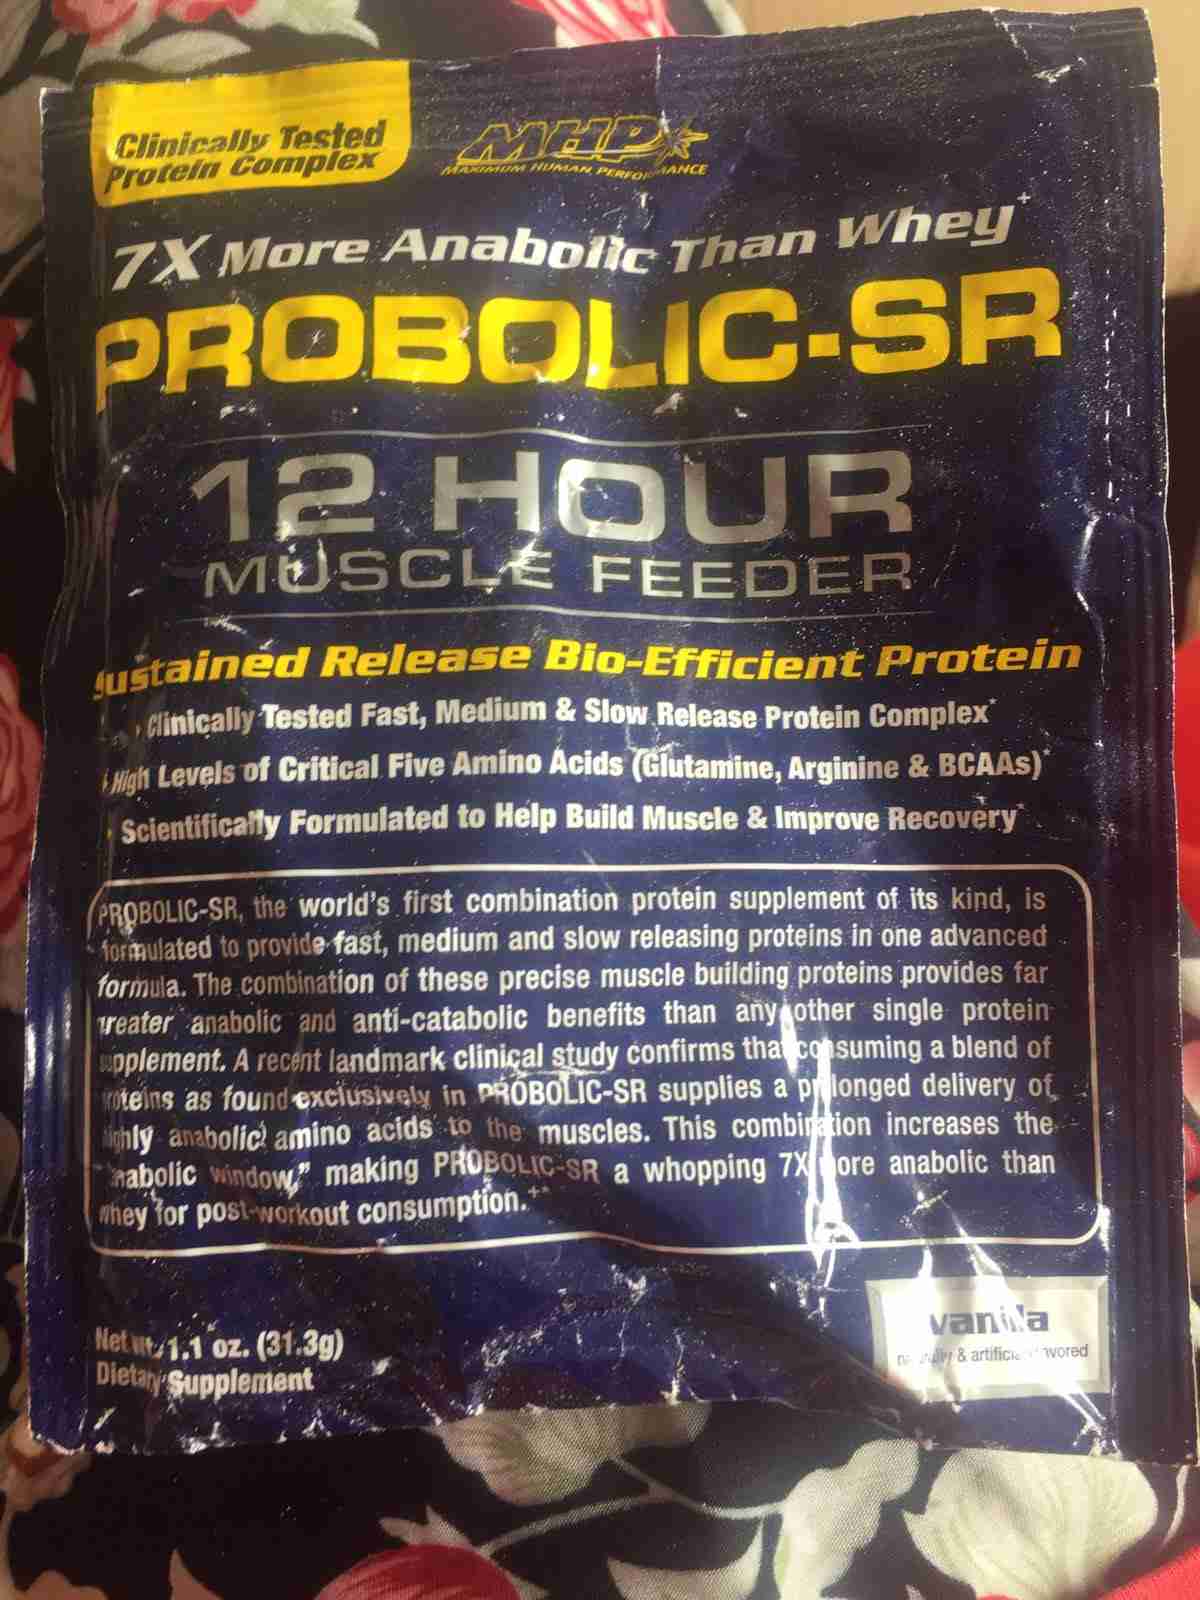 Clinically Tested
Protein Complex
MHP
MAXIMUM HUMAN PERFORMANCE
7X More Anabolic Than Whey+
PROBOLIC-SR
12 HOUR
MUSCLE FEEDER
Sustained Release Bio-Efficient Protein
Clinically Tested Fast, Medium & Slow Release Protein Complex*
High Levels of Critical Five Amino Acids (Glutamine, Arginine & BCAAs)*
Scientifically Formulated to Help Build Muscle & Improve Recovery*
PROBOLIC-SR, the world's first combination protein supplement of its kind, is
formulated to provide fast, medium and slow releasing proteins in one advanced
formula. The combination of these precise muscle building proteins provides far
greater anabolic and anti-catabolic benefits than any other single protein
supplement. A recent landmark clinical study confirms that consuming a blend of
proteins as found exclusively in PROBOLIC-SR supplies a prolonged delivery of
highly anabolic amino acids to the muscles. This combination increases the
"anabolic window," making PROBOLIC-SR a whopping 7X more anabolic than
whey for post-workout consumption.+*
Net wt. 1.1 oz. (31.3g)
Dietary Supplement
vanilla
naturally & artificially flavored